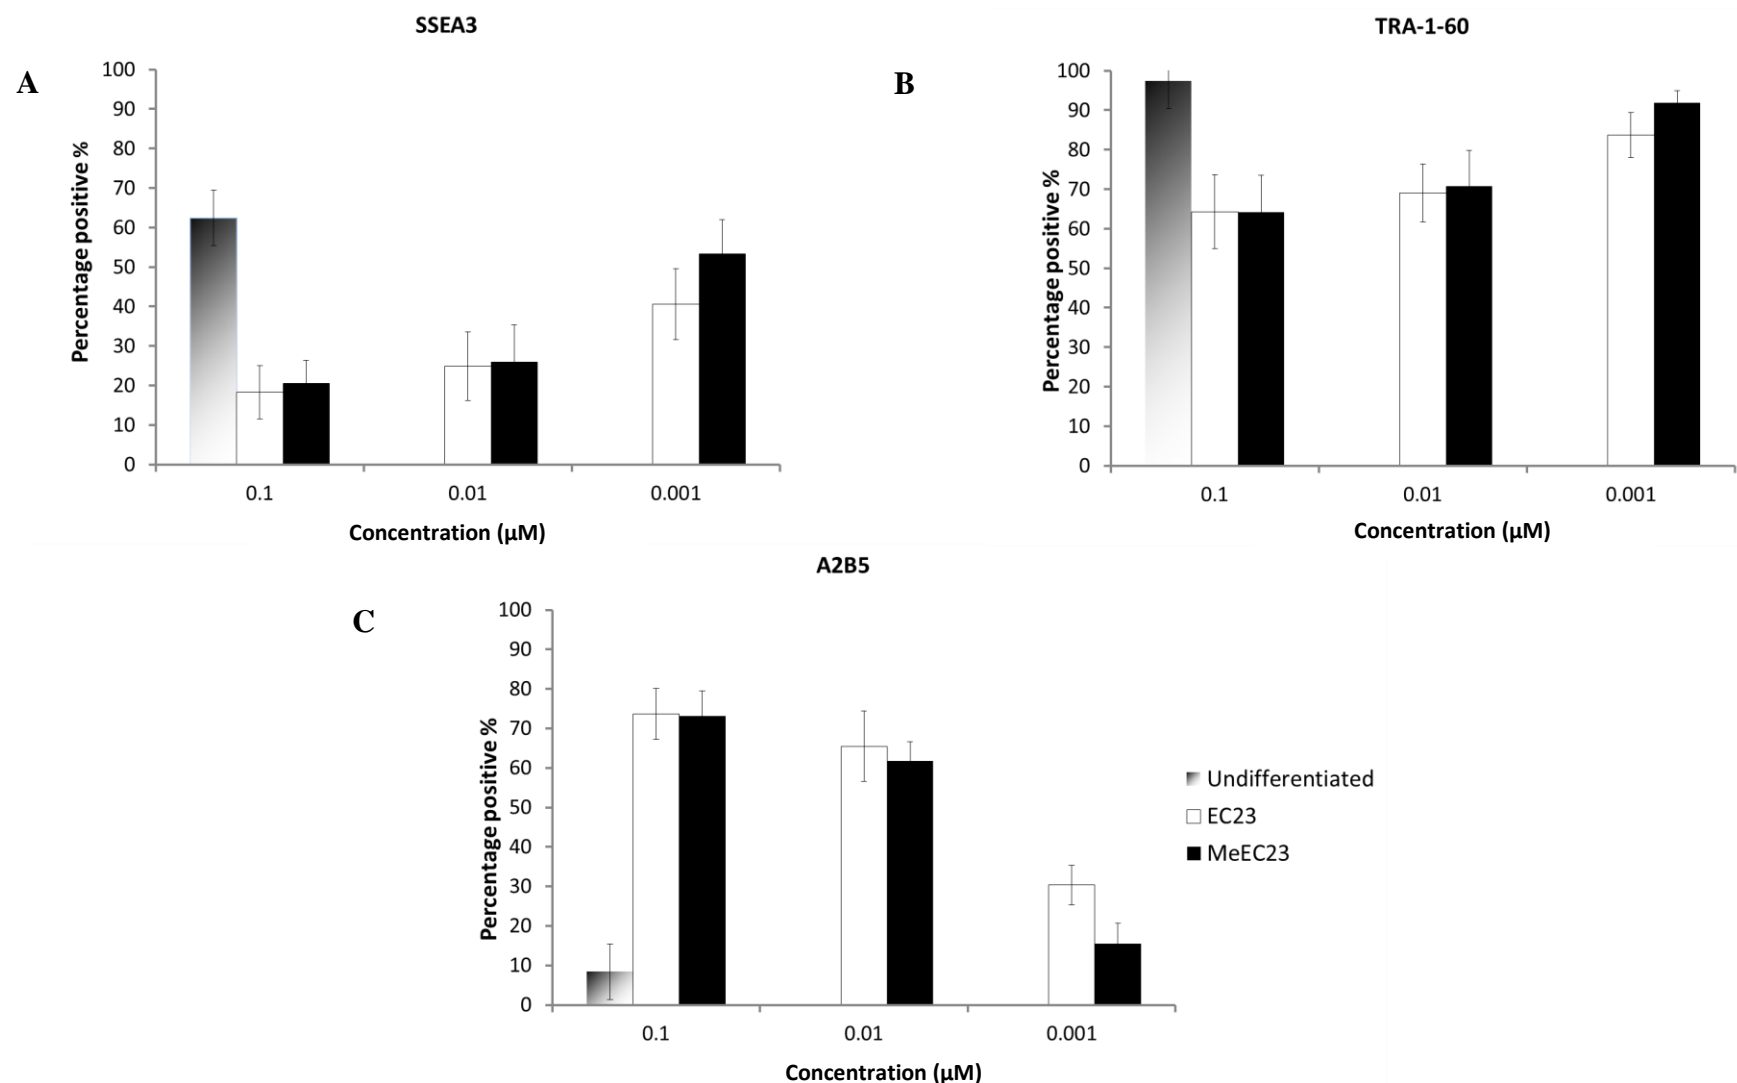 SSEA3
A
Percentage positive %
100
90
80
70
60
50
40
30
20
10
0
0.1 0.01 0.001
Concentration (µM)
TRA-1-60
B
Percentage positive %
100
90
80
70
60
50
40
30
20
10
0
0.1 0.01 0.001
Concentration (µM)
A2B5
C
Percentage positive %
100
90
80
70
60
50
40
30
20
10
0
0.1 0.01 0.001
Concentration (µM)
Undifferentiated
EC23
MeEC23